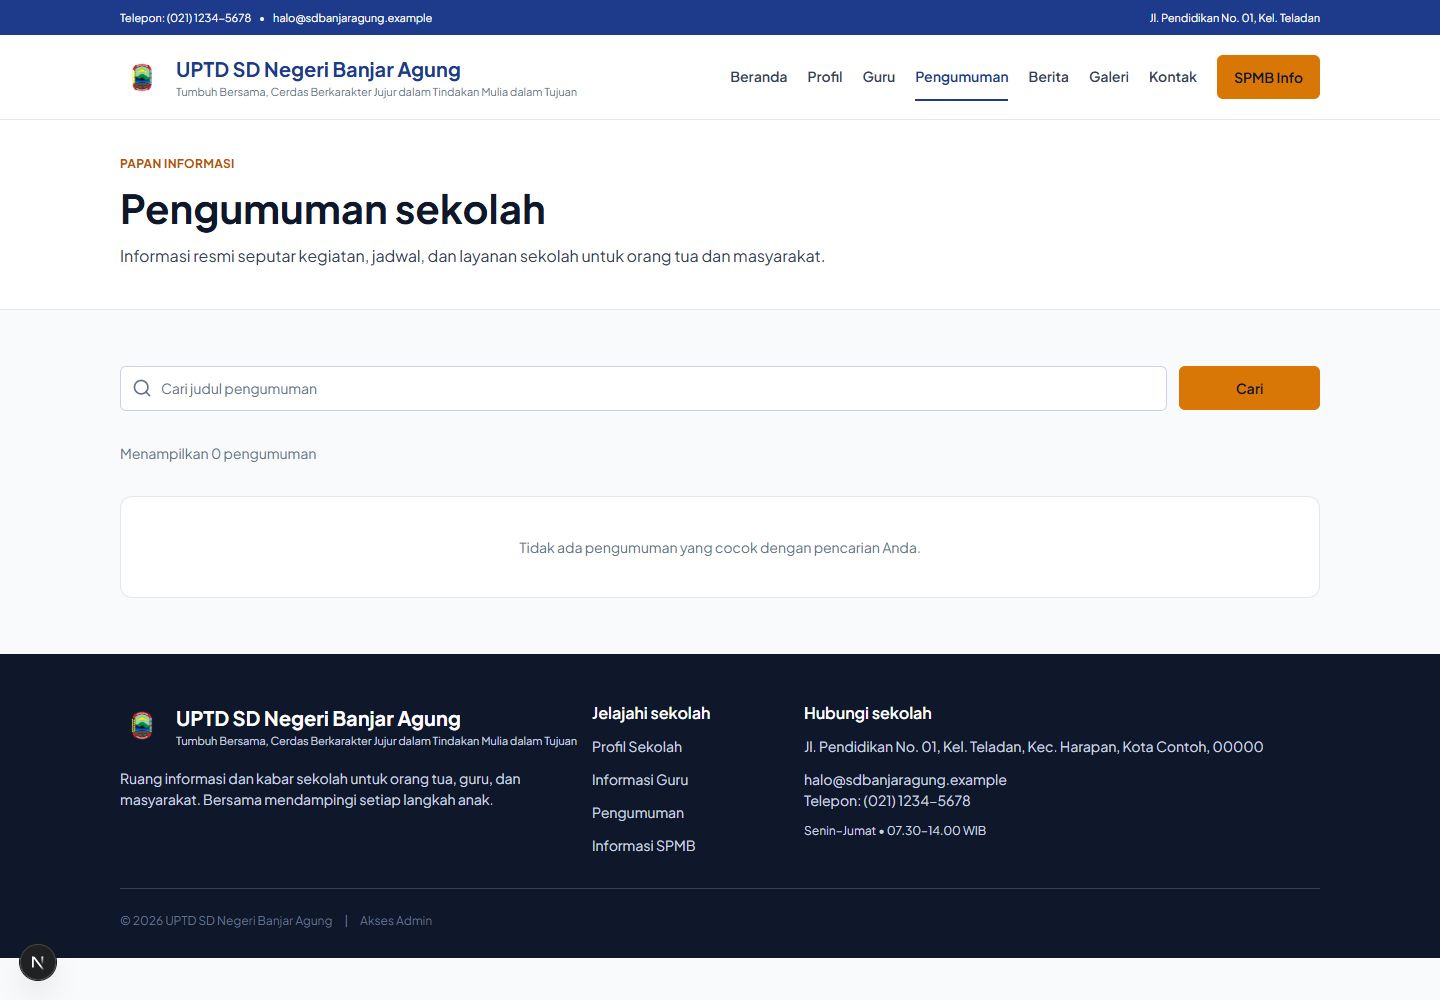 Telepon: (021) 1234-5678 • halo@sdbanjaragung.example
Jl. Pendidikan No. 01, Kel. Teladan
UPTD SD Negeri Banjar Agung
Tumbuh Bersama, Cerdas Berkarakter Jujur dalam Tindakan Mulia dalam Tujuan
Beranda Profil Guru Pengumuman Berita Galeri Kontak SPMB Info
PAPAN INFORMASI
Pengumuman sekolah
Informasi resmi seputar kegiatan, jadwal, dan layanan sekolah untuk orang tua dan masyarakat.
Cari judul pengumuman
Cari
Menampilkan 0 pengumuman
Tidak ada pengumuman yang cocok dengan pencarian Anda.
UPTD SD Negeri Banjar Agung
Tumbuh Bersama, Cerdas Berkarakter Jujur dalam Tindakan Mulia dalam Tujuan
Ruang informasi dan kabar sekolah untuk orang tua, guru, dan
masyarakat. Bersama mendampingi setiap langkah anak.
Jelajahi sekolah
Profil Sekolah
Informasi Guru
Pengumuman
Informasi SPMB
Hubungi sekolah
Jl. Pendidikan No. 01, Kel. Teladan, Kec. Harapan, Kota Contoh, 00000
halo@sdbanjaragung.example
Telepon: (021) 1234-5678
Senin–Jumat • 07.30–14.00 WIB
© 2026 UPTD SD Negeri Banjar Agung | Akses Admin
N